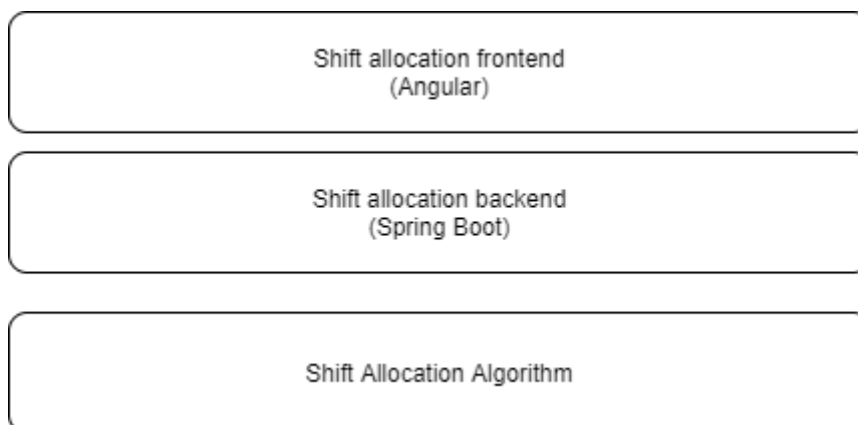 Shift allocation frontend
(Angular)
Shift allocation backend
(Spring Boot)
Shift Allocation Algorithm